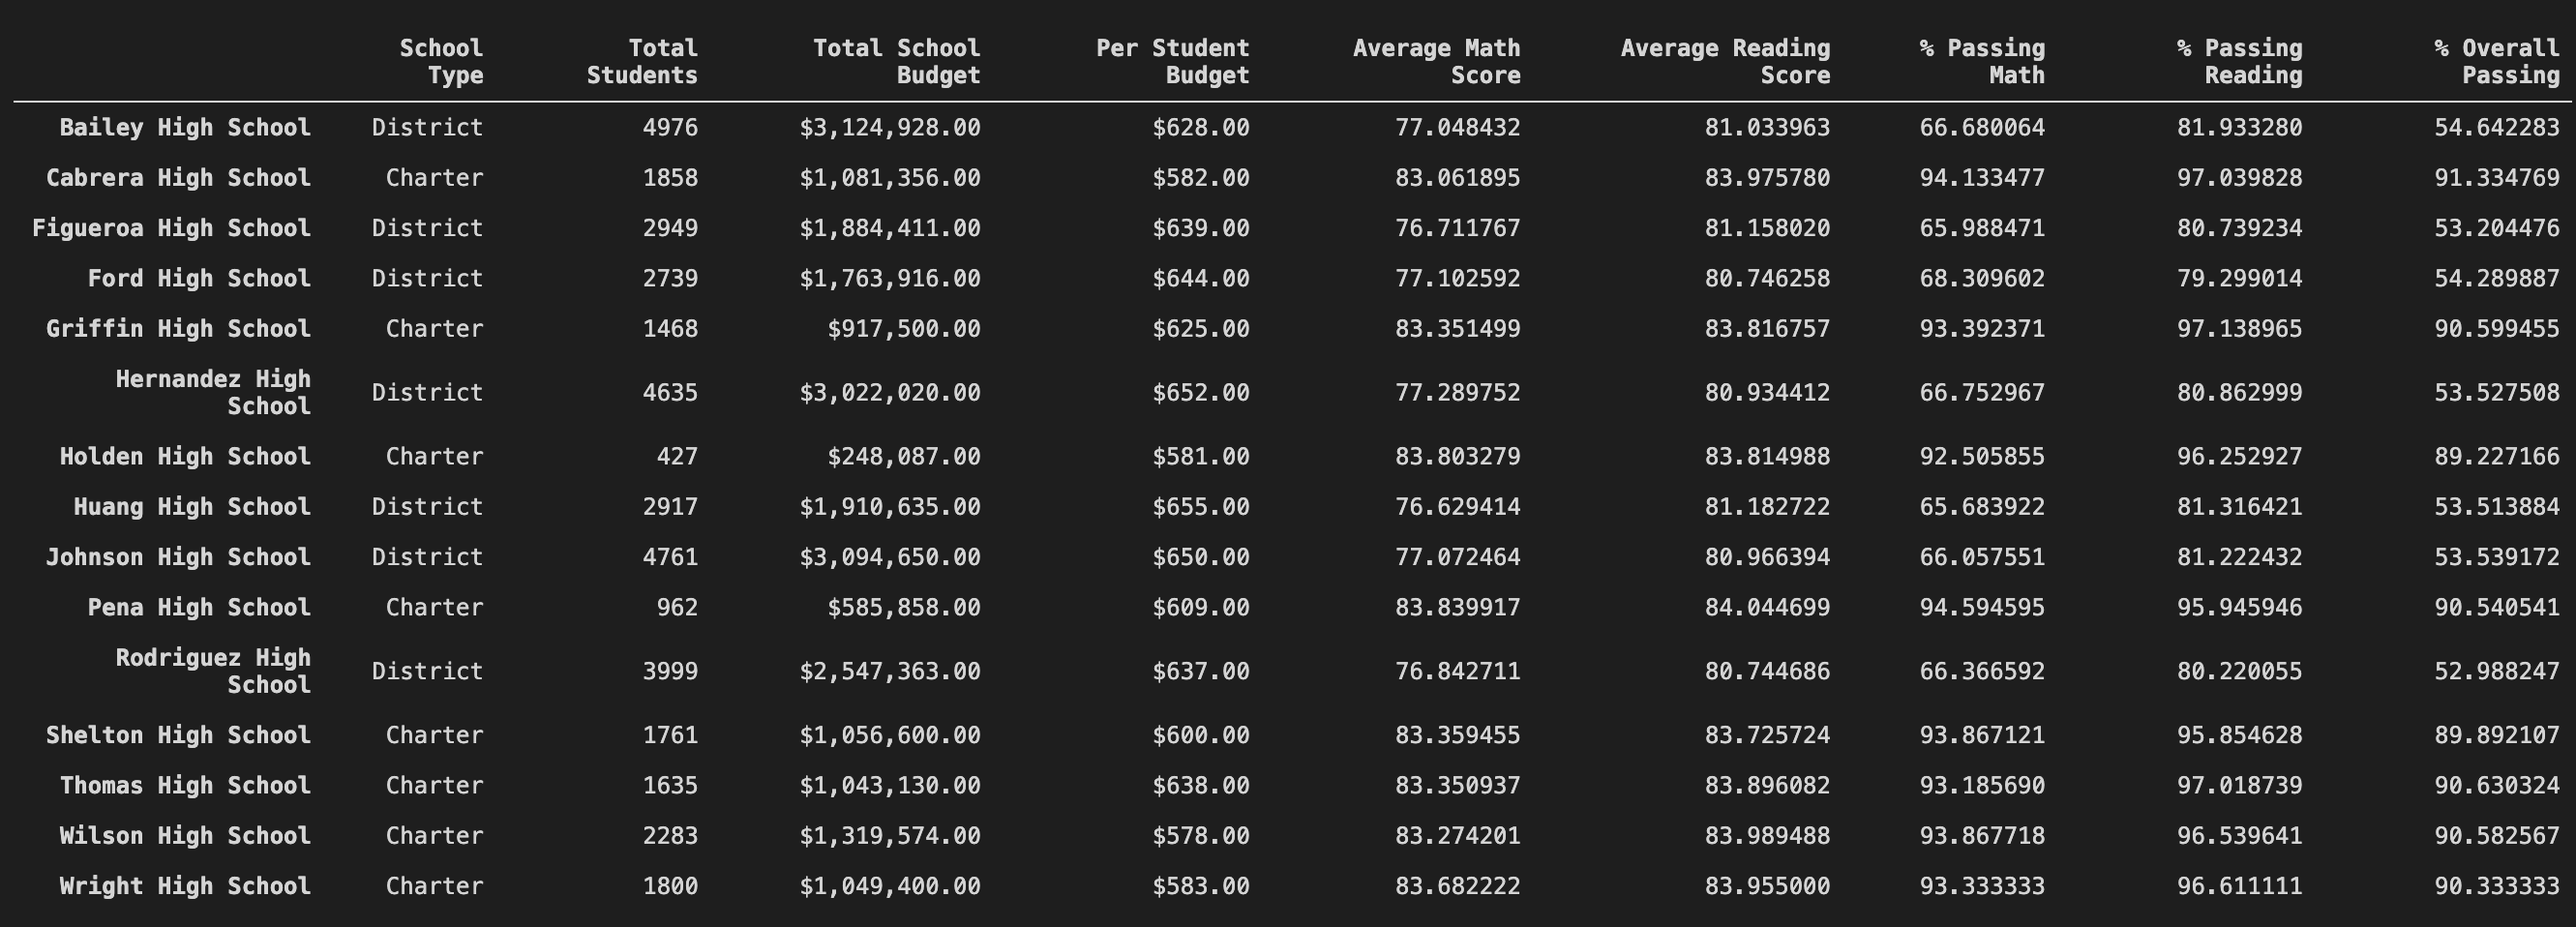 School Total Total School Per Student Average Math Average Reading % Passing % Passing % Overall
Type Students Budget Budget Score Score Math Reading Passing
Bailey High School District 4976 $3,124,928.00 $628.00 77.048432 81.033963 66.680064 81.933280 54.642283
Cabrera High School Charter 1858 $1,081,356.00 $582.00 83.061895 83.975780 94.133477 97.039828 91.334769
Figueroa High School District 2949 $1,884,411.00 $639.00 76.711767 81.158020 65.988471 80.739234 53.204476
Ford High School District 2739 $1,763,916.00 $644.00 77.102592 80.746258 68.309602 79.299014 54.289887
Griffin High School Charter 1468 $917,500.00 $625.00 83.351499 83.816757 93.392371 97.138965 90.599455
Hernandez High
School District 4635 $3,022,020.00 $652.00 77.289752 80.934412 66.752967 80.862999 53.527508
Holden High School Charter 427 $248,087.00 $581.00 83.803279 83.814988 92.505855 96.252927 89.227166
Huang High School District 2917 $1,910,635.00 $655.00 76.629414 81.182722 65.683922 81.316421 53.513884
Johnson High School District 4761 $3,094,650.00 $650.00 77.072464 80.966394 66.057551 81.222432 53.539172
Pena High School Charter 962 $585,858.00 $609.00 83.839917 84.044699 94.594595 95.945946 90.540541
Rodriguez High
School District 3999 $2,547,363.00 $637.00 76.842711 80.744686 66.366592 80.220055 52.988247
Shelton High School Charter 1761 $1,056,600.00 $600.00 83.359455 83.725724 93.867121 95.854628 89.892107
Thomas High School Charter 1635 $1,043,130.00 $638.00 83.350937 83.896082 93.185690 97.018739 90.630324
Wilson High School Charter 2283 $1,319,574.00 $578.00 83.274201 83.989488 93.867718 96.539641 90.582567
Wright High School Charter 1800 $1,049,400.00 $583.00 83.682222 83.955000 93.333333 96.611111 90.333333